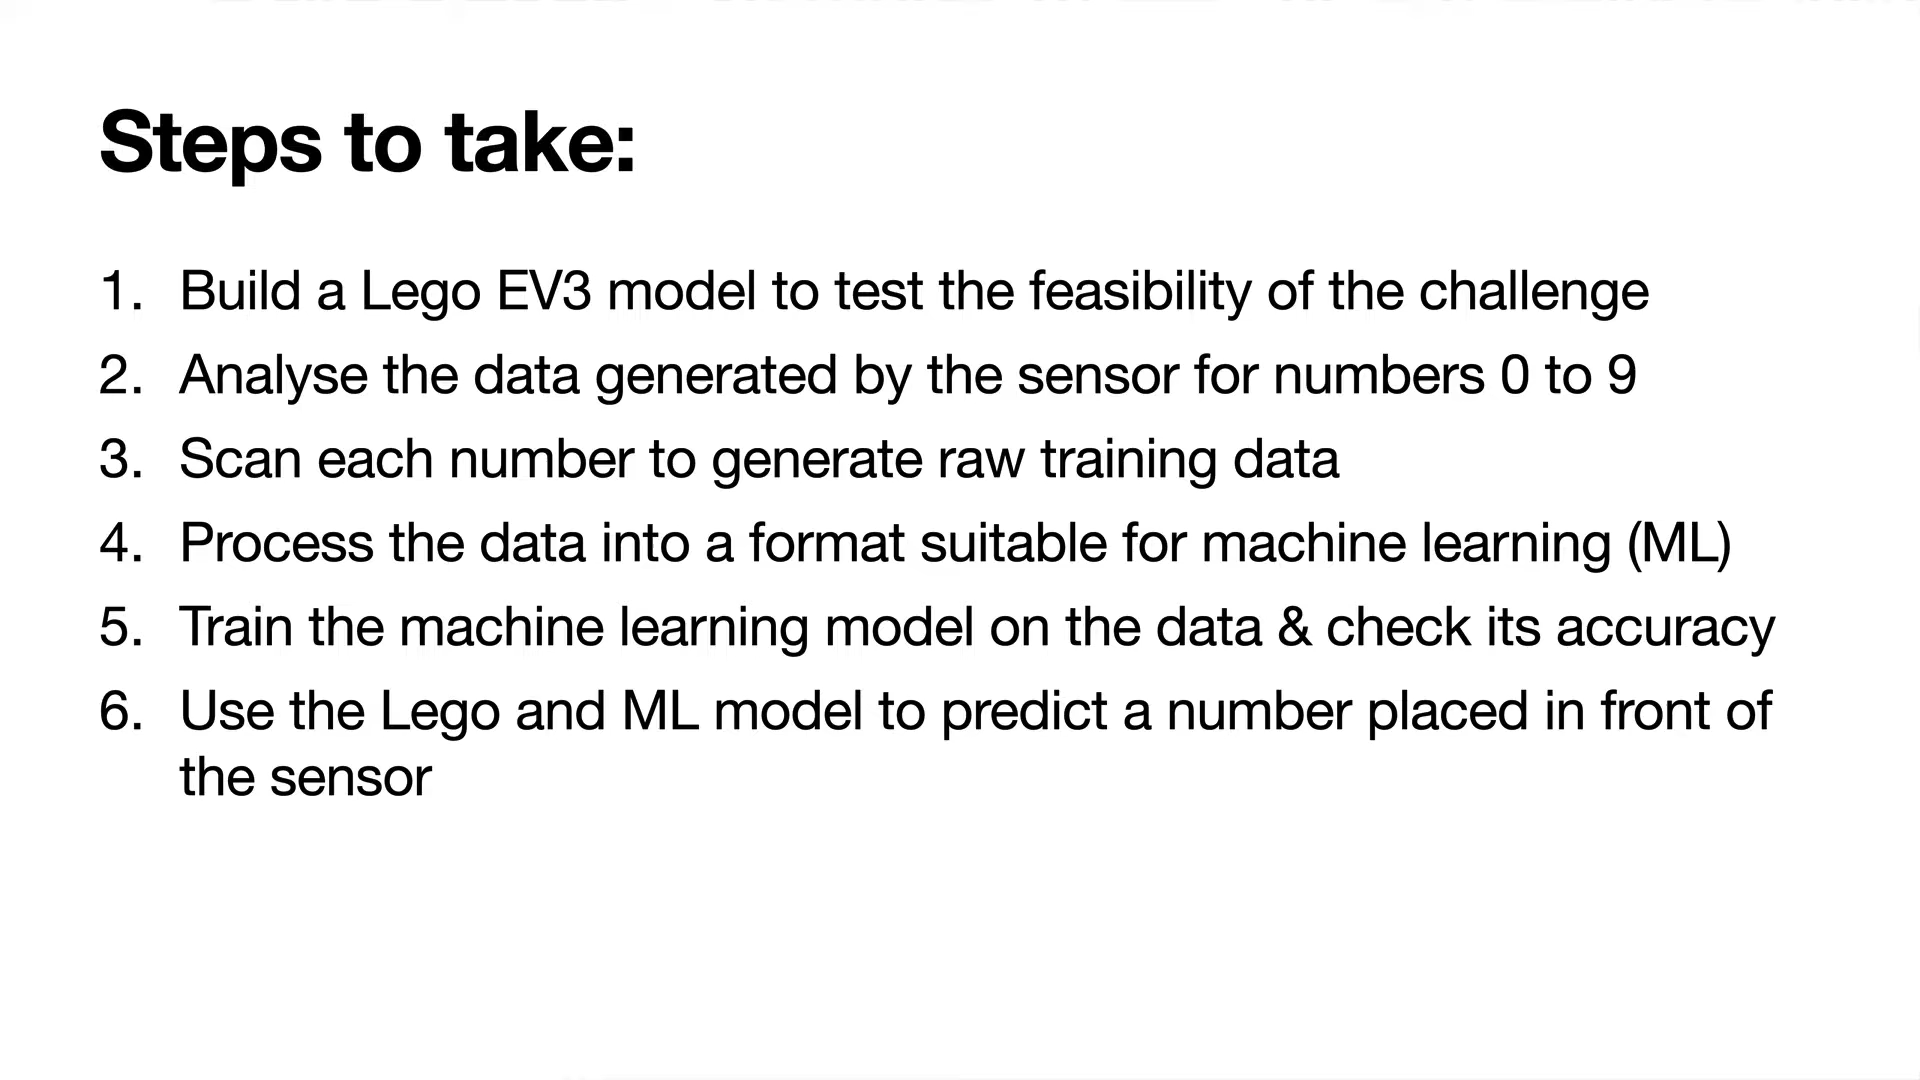 Steps to take:
1. Build a Lego EV3 model to test the feasibility of the challenge
2. Analyse the data generated by the sensor for numbers 0 to 9
3. Scan each number to generate raw training data
4. Process the data into a format suitable for machine learning (ML)
5. Train the machine learning model on the data & check its accuracy
6. Use the Lego and ML model to predict a number placed in front of
the sensor